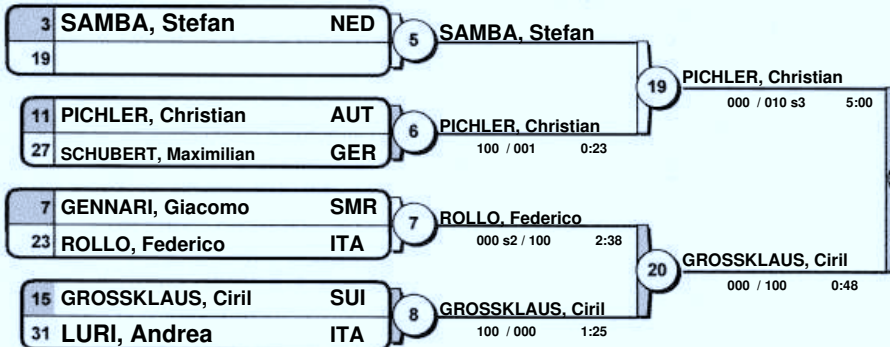 3 SAMBA, Stefan NED
19
5 SAMBA, Stefan
11 PICHLER, Christian AUT
27 SCHUBERT, Maximilian GER
6 PICHLER, Christian
100 / 001 0:23
19 PICHLER, Christian
000 / 010 s3 5:00
7 GENNARI, Giacomo SMR
23 ROLLO, Federico ITA
7 ROLLO, Federico
000 s2 / 100 2:38
15 GROSSKLAUS, Ciril SUI
31 LURI, Andrea ITA
8 GROSSKLAUS, Ciril
100 / 000 1:25
20 GROSSKLAUS, Ciril
000 / 100 0:48